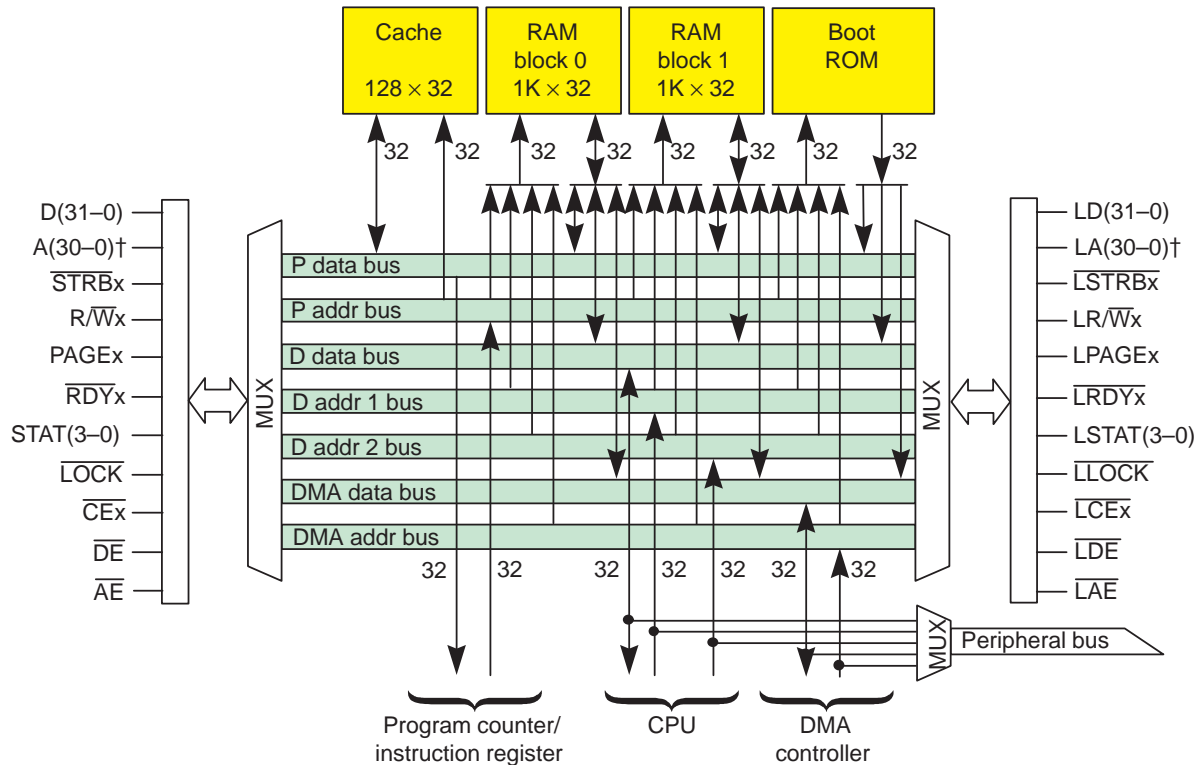 Cache
128 × 32
RAM
block 0
1K × 32
RAM
block 1
1K × 32
Boot
ROM
32
32
32
32
32
32
32
32
D(31–0)
A(30–0)†
STRBx
R/Wx
PAGEx
RDYx
STAT(3–0)
LOCK
CEx
DE
AE
MUX
P data bus
P addr bus
D data bus
D addr 1 bus
D addr 2 bus
DMA data bus
DMA addr bus
MUX
LD(31–0)
LA(30–0)†
LSTRBx
LR/Wx
LPAGEx
LRDYx
LSTAT(3–0)
LLOCK
LCEx
LDE
LAE
32
32
32
32
32
32
32
MUX
Peripheral bus
Program counter/
instruction register
CPU
DMA
controller